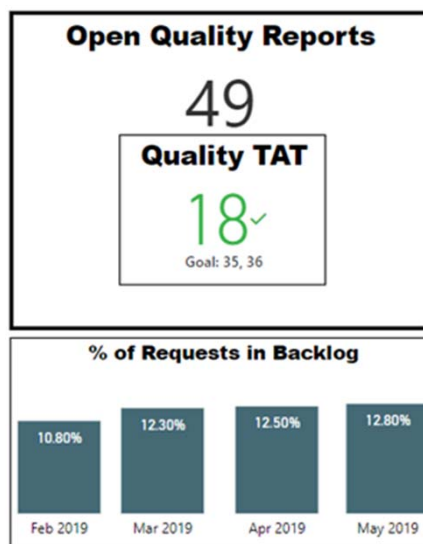 Open Quality Reports
49
Quality TAT
18
Goal: 35, 36
% of Requests in Backlog
10.80% 12.30% 12.50% 12.80%
Feb 2019 Mar 2019 Apr 2019 May 2019